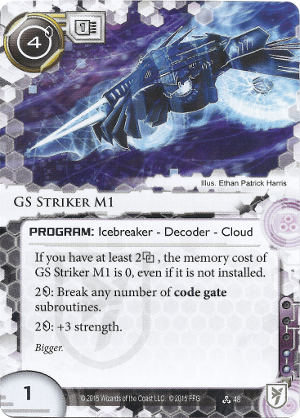 4
Illus. Ethan Patrick Harris
GS Striker M1
PROGRAM: Icebreaker - Decoder - Cloud
If you have at least 2, the memory cost of
GS Striker M1 is 0, even if it is not installed.
2: Break any number of code gate
subroutines.
2: +3 strength.
Bigger.
1
© 2015 Wizards of the Coast LLC. © 2015 FFG